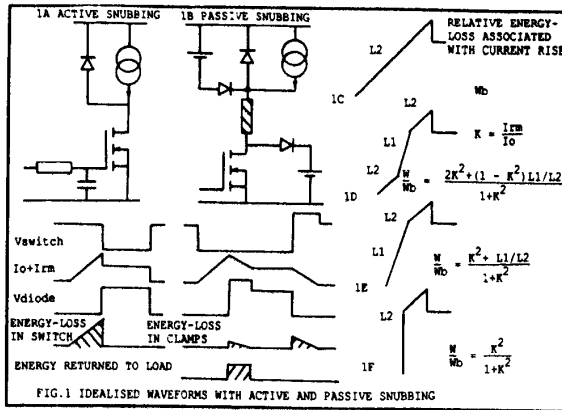 1A ACTIVE SNUBBING
1B PASSIVE SNUBBING
RELATIVE ENERGY-
LOSS ASSOCIATED
WITH CURRENT RISE
L2
1C
Wb
L2
L1
K = Irm/Io
L2
1D
W/Wb = 2K²+(1 - K²)L1/L2 / 1+K²
Vswitch
L2
Io+Irm
L1
1E
W/Wb = K²+ L1/L2 / 1+K²
Vdiode
ENERGY-LOSS
IN SWITCH
ENERGY-LOSS
IN CLAMPS
L2
ENERGY RETURNED TO LOAD
1F
W/Wb = K² / 1+K²
FIG.1 IDEALISED WAVEFORMS WITH ACTIVE AND PASSIVE SNUBBING